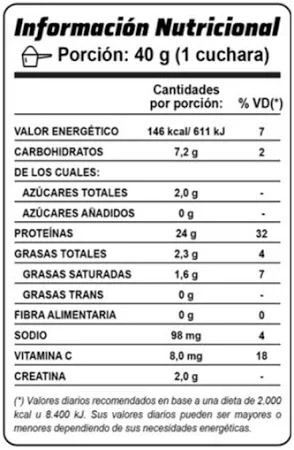 Información Nutricional
Porción: 40 g (1 cuchara)
Cantidades
por porción: % VD(*)
VALOR ENERGÉTICO 146 kcal/ 611 kJ 7
CARBOHIDRATOS 7,2 g 2
DE LOS CUALES:
AZÚCARES TOTALES 2,0 g -
AZÚCARES AÑADIDOS 0 g -
PROTEÍNAS 24 g 32
GRASAS TOTALES 2,3 g 4
GRASAS SATURADAS 1,6 g 7
GRASAS TRANS 0 g -
FIBRA ALIMENTARIA 0 g 0
SODIO 98 mg 4
VITAMINA C 8,0 mg 18
CREATINA 2,0 g -
(*) Valores diarios recomendados en base a una dieta de 2.000
kcal u 8.400 kJ. Sus valores diarios pueden ser mayores o
menores dependiendo de sus necesidades energéticas.